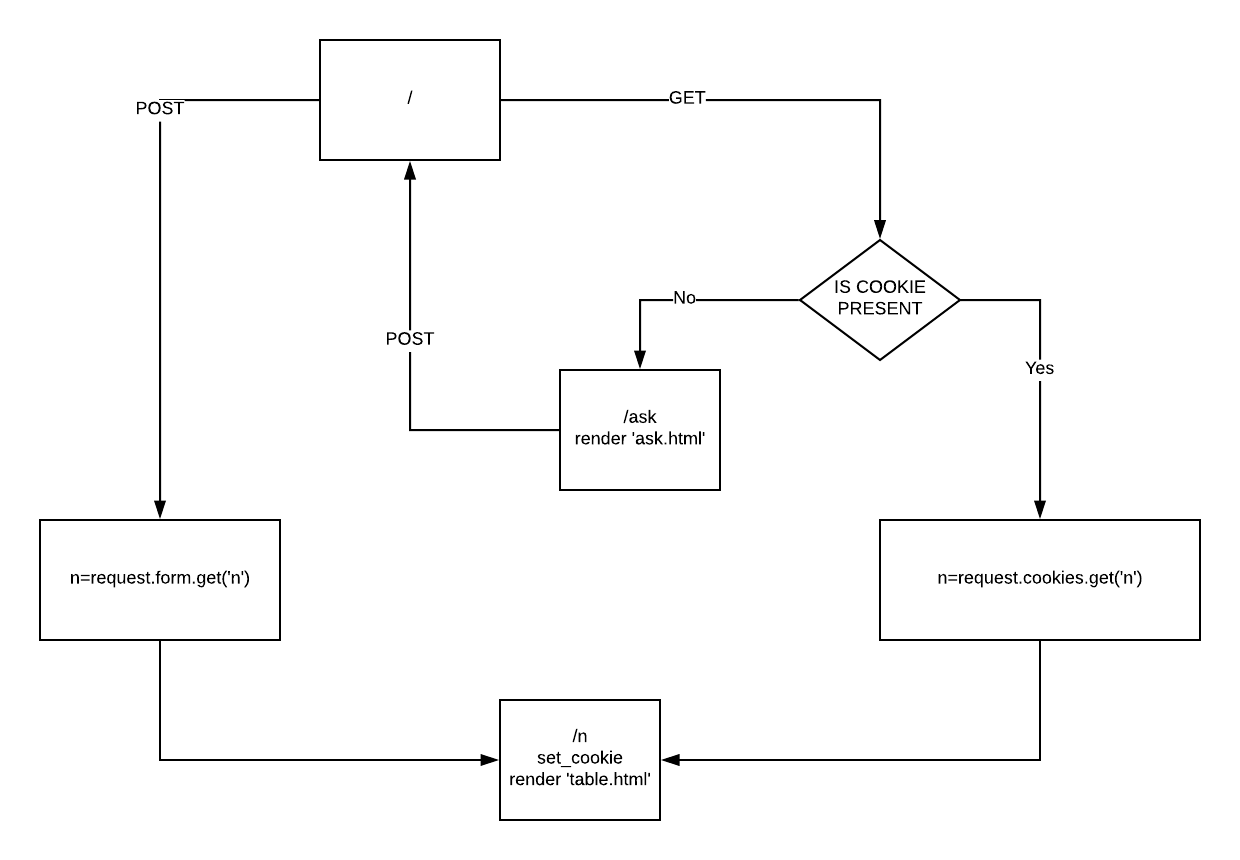 /
POST
GET
IS COOKIE
PRESENT
No
POST
Yes
/ask
render 'ask.html'
n=request.form.get('n')
n=request.cookies.get('n')
/n
set_cookie
render 'table.html'